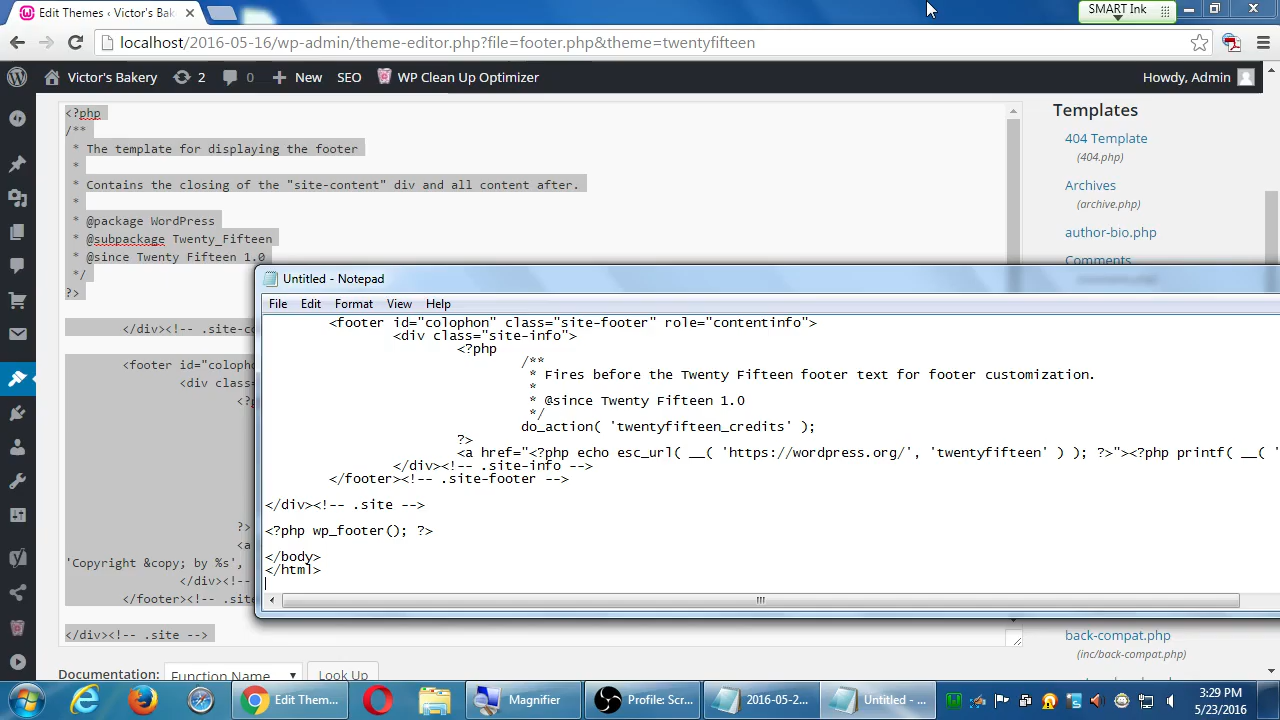 Edit Themes ‹ Victor's Bak
SMART Ink
localhost/2016-05-16/wp-admin/theme-editor.php?file=footer.php&theme=twentyfifteen
Victor's Bakery 2 0 New SEO WP Clean Up Optimizer Howdy, Admin
<?php
/**
* The template for displaying the footer
*
* Contains the closing of the "site-content" div and all content after.
*
* @package WordPress
* @subpackage Twenty_Fifteen
* @since Twenty Fifteen 1.0
*/
?>
</div><!-- .site-co
<footer id="coloph
<div class=
<?
?>
<a
'Copyright &copy; by %s',
</div><!--
</footer><!-- .site
</div><!-- .site -->
Documentation: Function Name Look Up
Templates
404 Template
(404.php)
Archives
(archive.php)
author-bio.php
Comments
back-compat.php
(inc/back-compat.php)
Untitled - Notepad
File Edit Format View Help
<footer id="colophon" class="site-footer" role="contentinfo">
<div class="site-info">
<?php
/**
* Fires before the Twenty Fifteen footer text for footer customization.
*
* @since Twenty Fifteen 1.0
*/
do_action( 'twentyfifteen_credits' );
?>
<a href="<?php echo esc_url( __( 'https://wordpress.org/', 'twentyfifteen' ) ); ?>"><?php printf( __( '
</div><!-- .site-info -->
</footer><!-- .site-footer -->
</div><!-- .site -->
<?php wp_footer(); ?>
</body>
</html>
Edit Them... Magnifier Profile: Scr... 2016-05-2... Untitled - ... 3:29 PM
5/23/2016